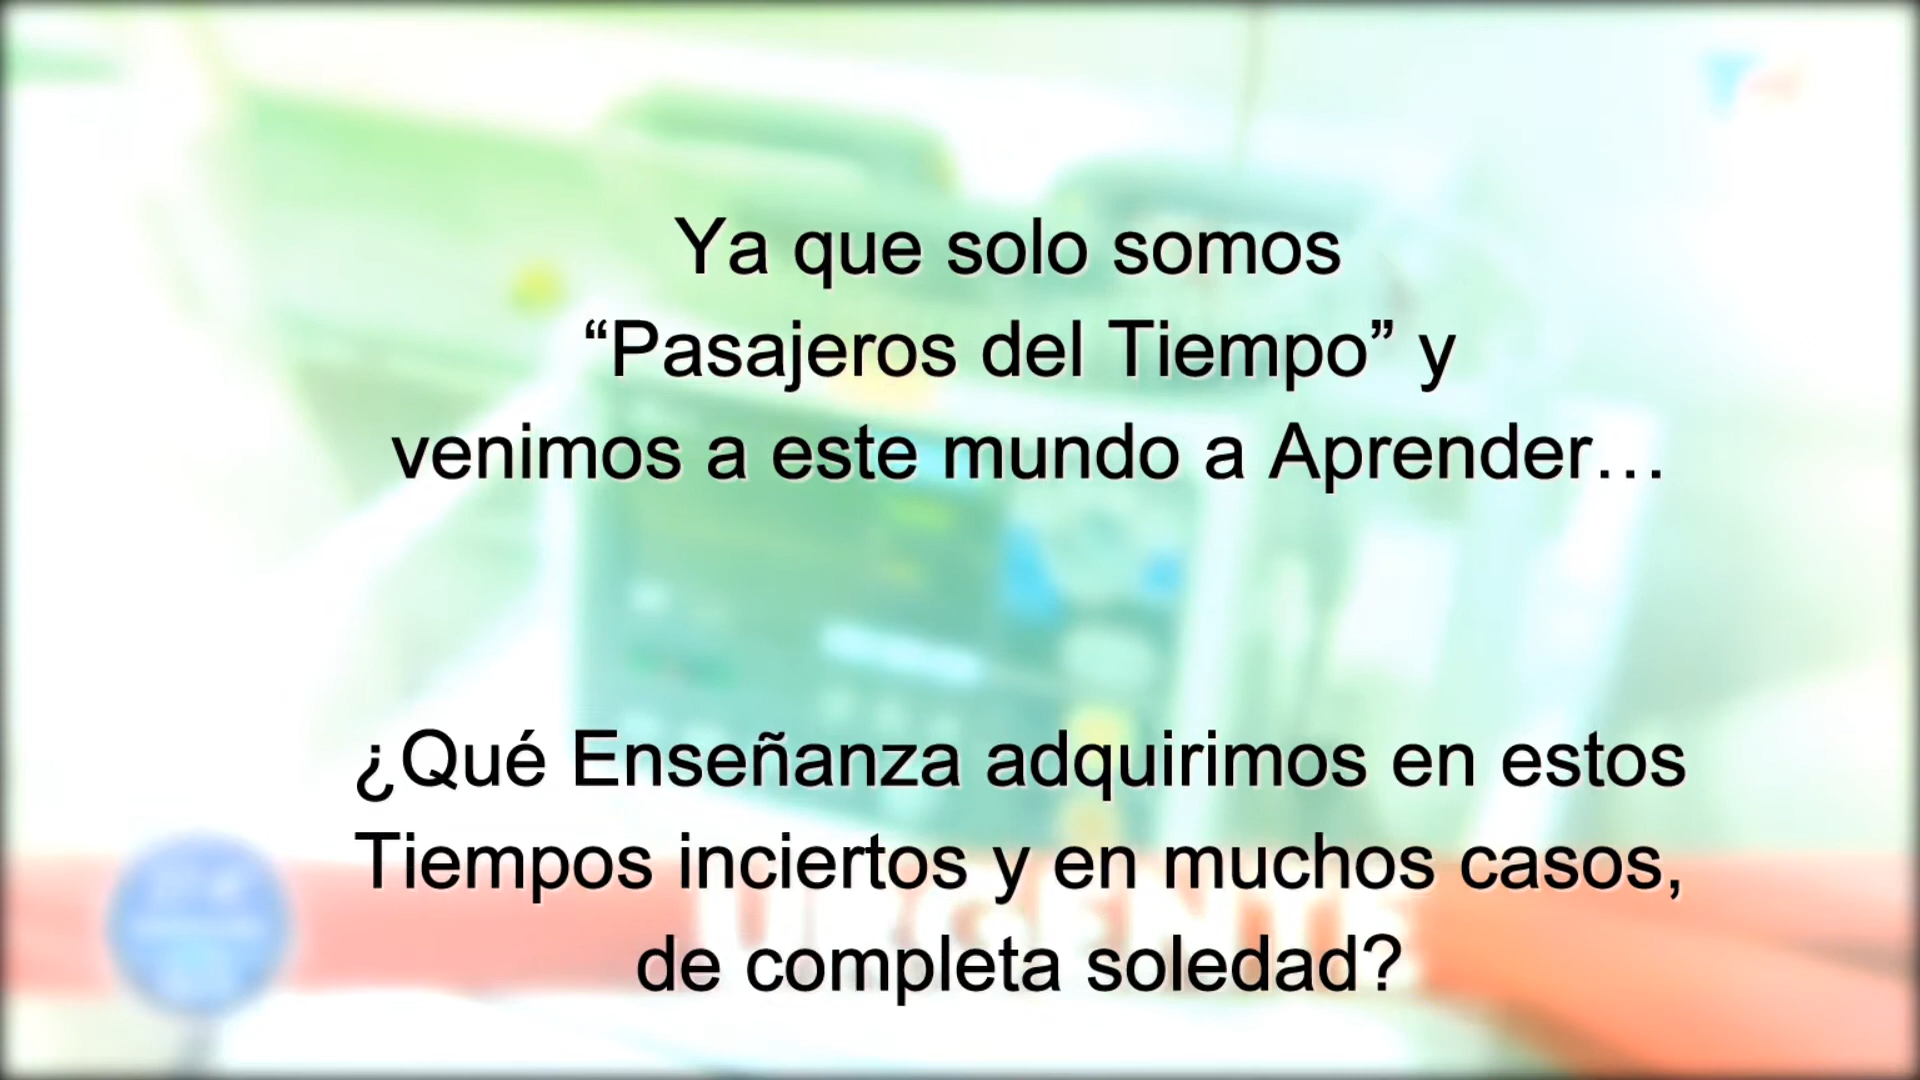 Ya que solo somos
“Pasajeros del Tiempo” y
venimos a este mundo a Aprender…
¿Qué Enseñanza adquirimos en estos
Tiempos inciertos y en muchos casos,
de completa soledad?
URGENTE